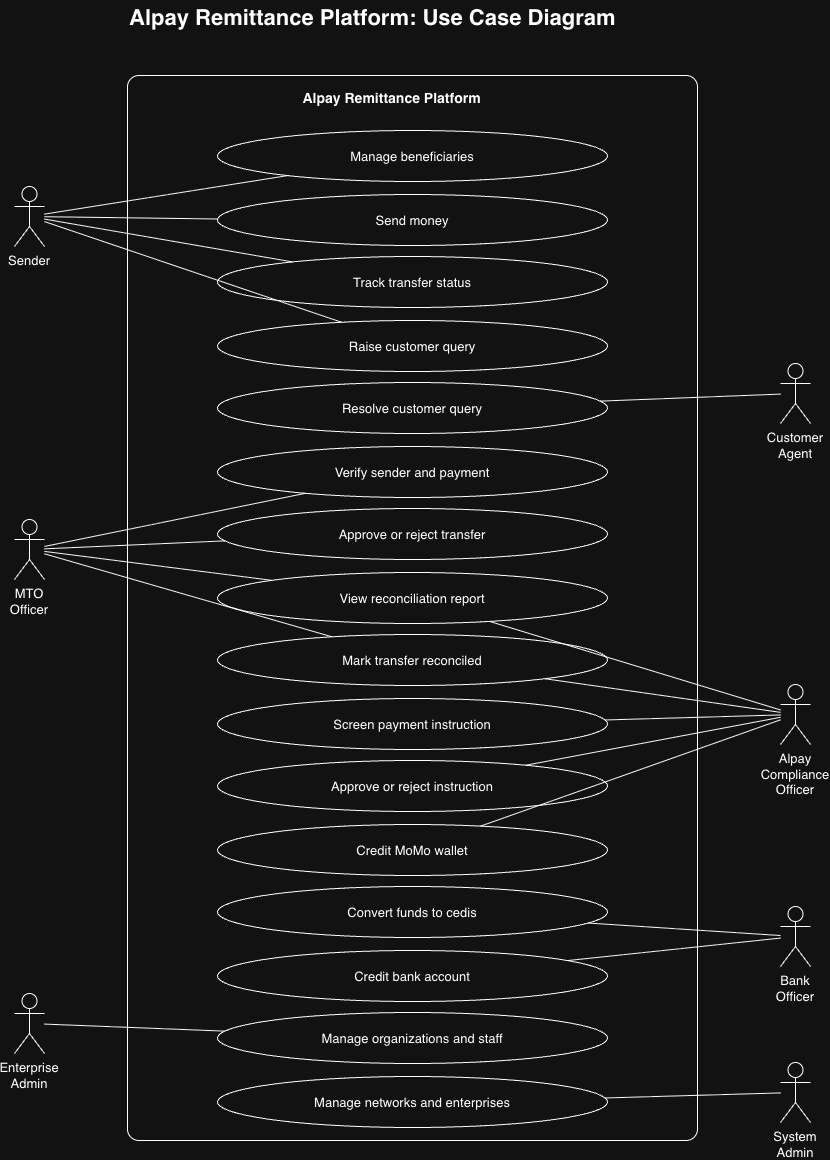 Alpay Remittance Platform: Use Case Diagram
Alpay Remittance Platform
Manage beneficiaries
Send money
Sender
Track transfer status
Raise customer query
Resolve customer query
Customer
Agent
Verify sender and payment
Approve or reject transfer
MTO
Officer
View reconciliation report
Mark transfer reconciled
Screen payment instruction
Alpay
Compliance
Officer
Approve or reject instruction
Credit MoMo wallet
Convert funds to cedis
Credit bank account
Bank
Officer
Manage organizations and staff
Enterprise
Admin
Manage networks and enterprises
System
Admin